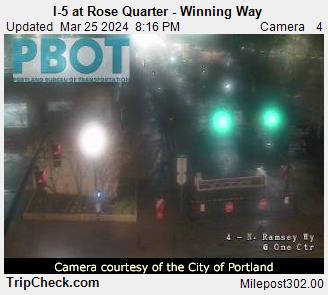 I-5 at Rose Quarter - Winning Way
Updated Mar 25 2024 8:16 PM Camera 4
PBOT
PORTLAND BUREAU OF TRANSPORTATION
4 - N. Ramsey Wy
@ One Ctr
Camera courtesy of the City of Portland
TripCheck.com Milepost302.00